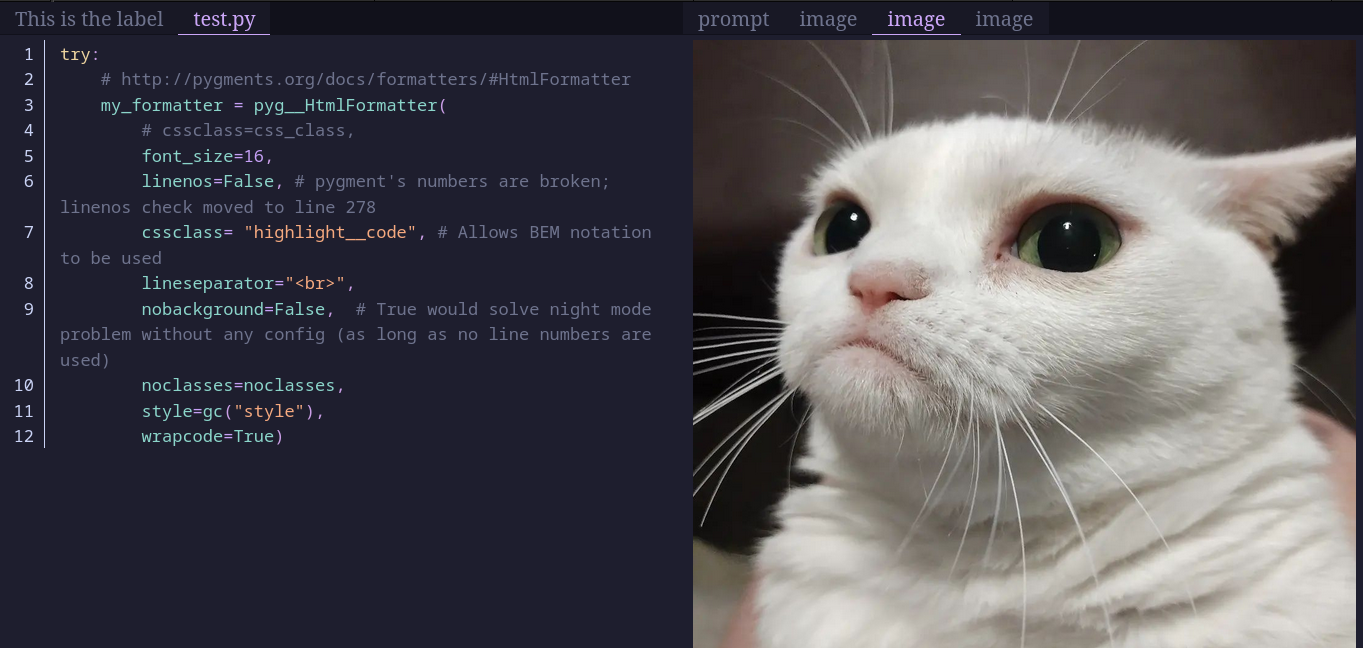 This is the label test.py
1 try:
2 # http://pygments.org/docs/formatters/#HtmlFormatter
3 my_formatter = pyg__HtmlFormatter(
4 # cssclass=css_class,
5 font_size=16,
6 linenos=False, # pygment's numbers are broken;
linenos check moved to line 278
7 cssclass= "highlight__code", # Allows BEM notation
to be used
8 lineseparator="<br>",
9 nobackground=False,  # True would solve night mode
problem without any config (as long as no line numbers are
used)
10 noclasses=noclasses,
11 style=gc("style"),
12 wrapcode=True)
prompt image image image